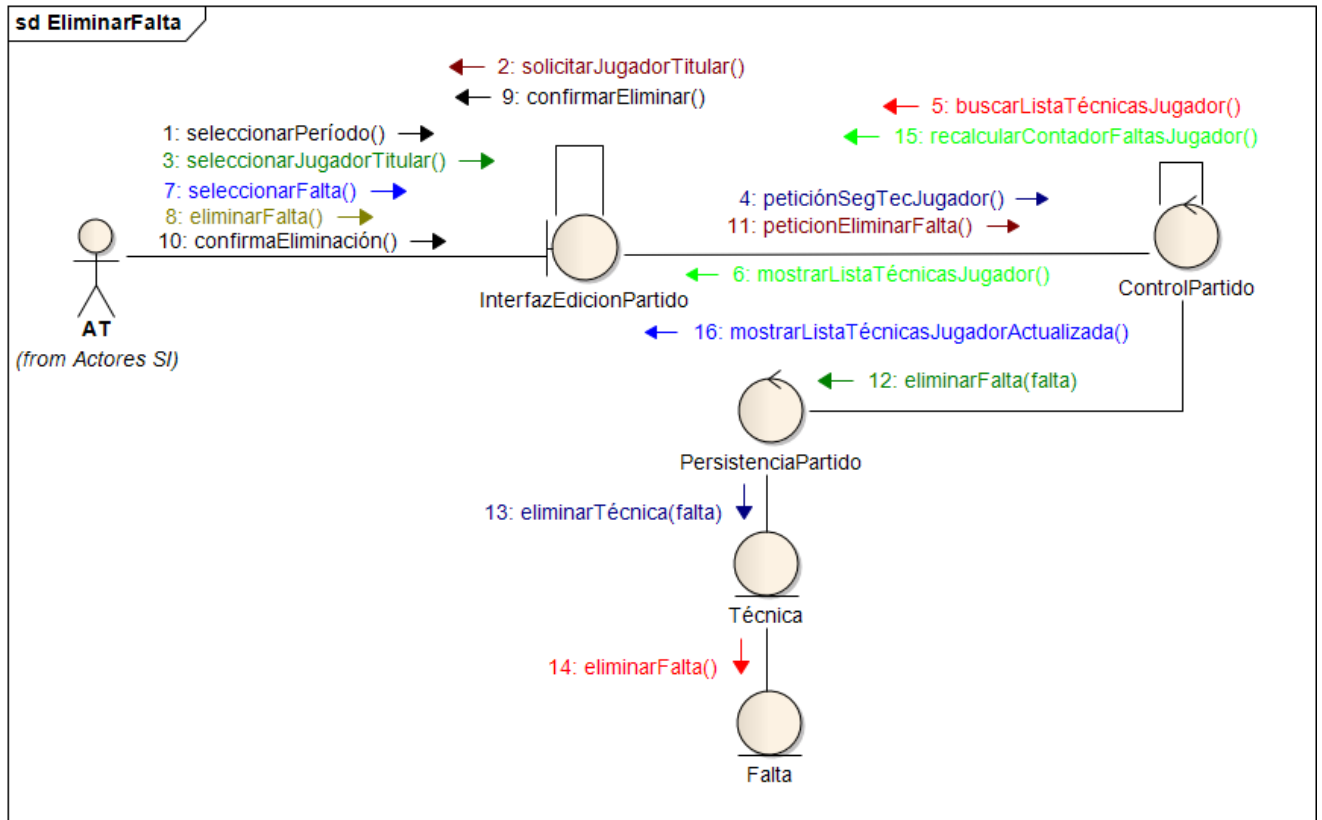 sd EliminarFalta
2: solicitarJugadorTitular()
9: confirmarEliminar()
5: buscarListaTécnicasJugador()
15: recalcularContadorFaltasJugador()
1: seleccionarPeríodo()
3: seleccionarJugadorTitular()
7: seleccionarFalta()
8: eliminarFalta()
10: confirmaEliminación()
4: peticiónSegTecJugador()
11: peticionEliminarFalta()
6: mostrarListaTécnicasJugador()
InterfazEdicionPartido
ControlPartido
AT
(from Actores SI)
16: mostrarListaTécnicasJugadorActualizada()
12: eliminarFalta(falta)
PersistenciaPartido
13: eliminarTécnica(falta)
Técnica
14: eliminarFalta()
Falta